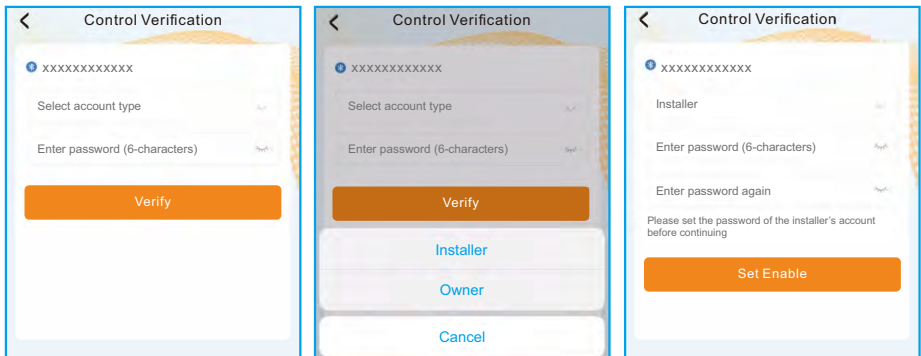 Control Verification
xxxxxxxxxxxx
Select account type
Enter password (6-characters)
Verify
Control Verification
xxxxxxxxxxxx
Select account type
Enter password (6-characters)
Verify
Installer
Owner
Cancel
Control Verification
xxxxxxxxxxxx
Installer
Enter password (6-characters)
Enter password again
Please set the password of the installer's account
before continuing
Set Enable